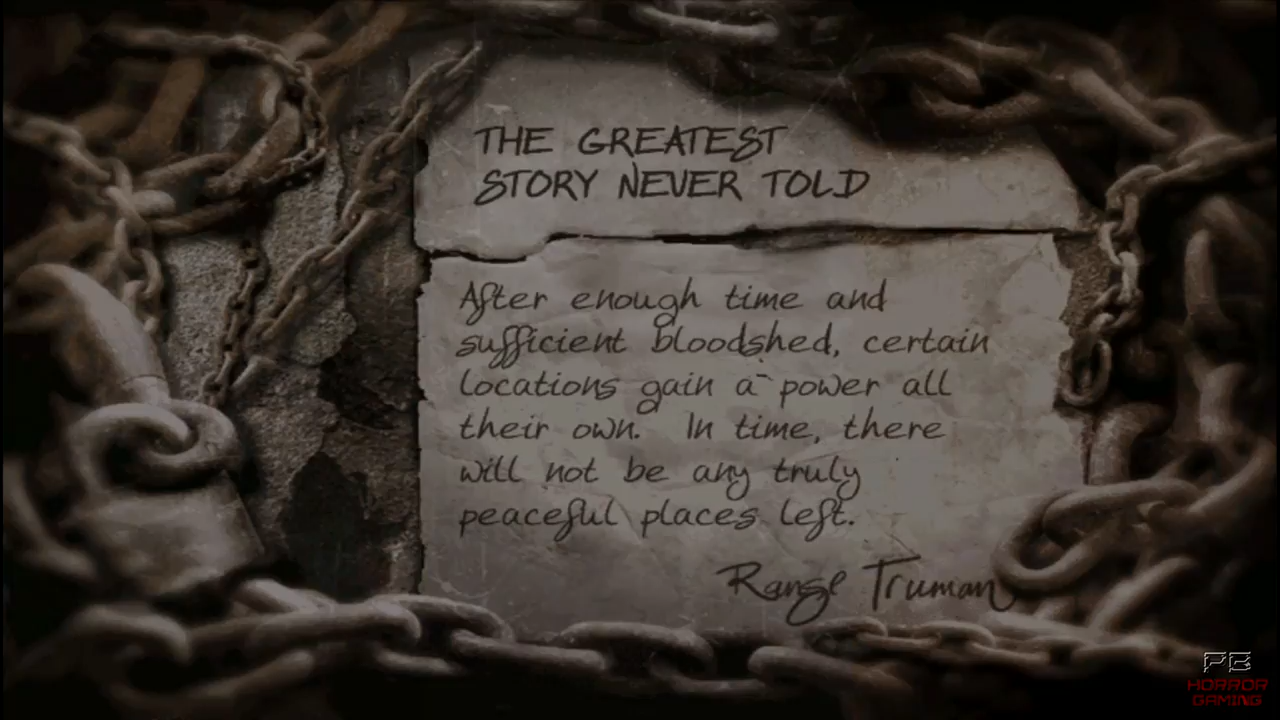 THE GREATEST
STORY NEVER TOLD
After enough time and
sufficient bloodshed, certain
locations gain a power all
their own. In time, there
will not be any truly
peaceful places left.
Ranse Truman
PB
HORROR
GAMING